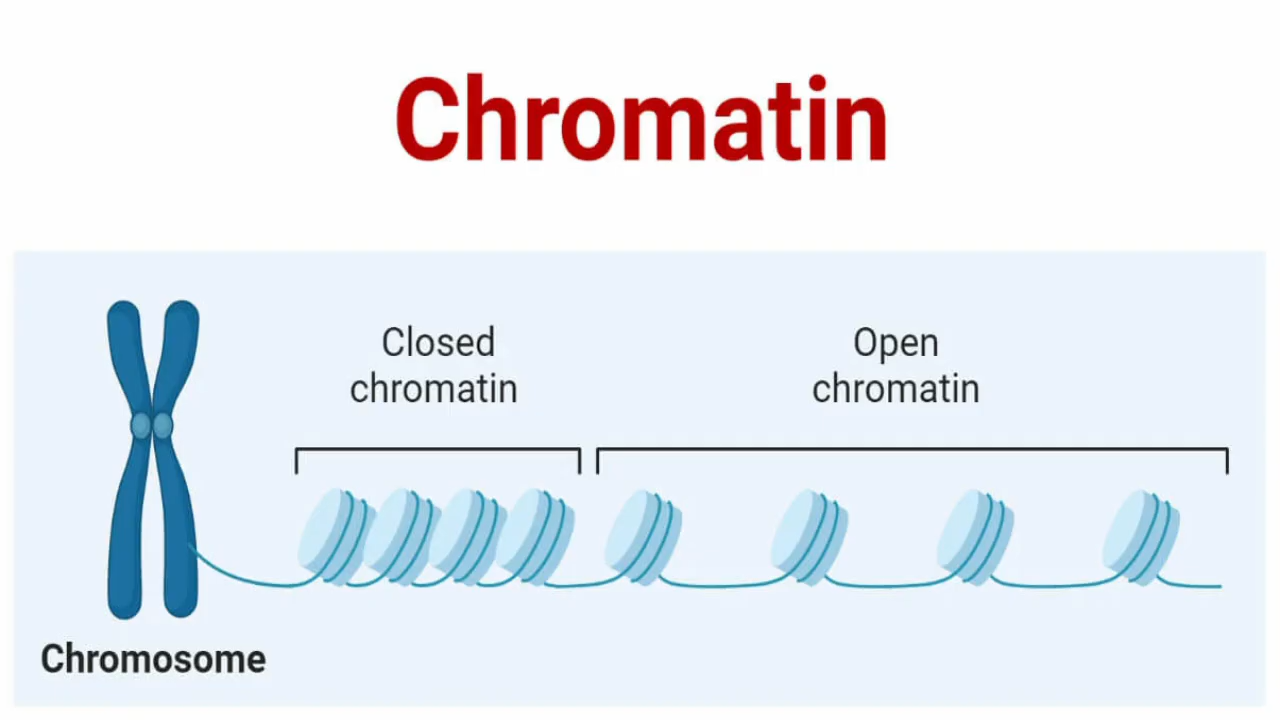 Chromatin
Closed
chromatin
Open
chromatin
Chromosome